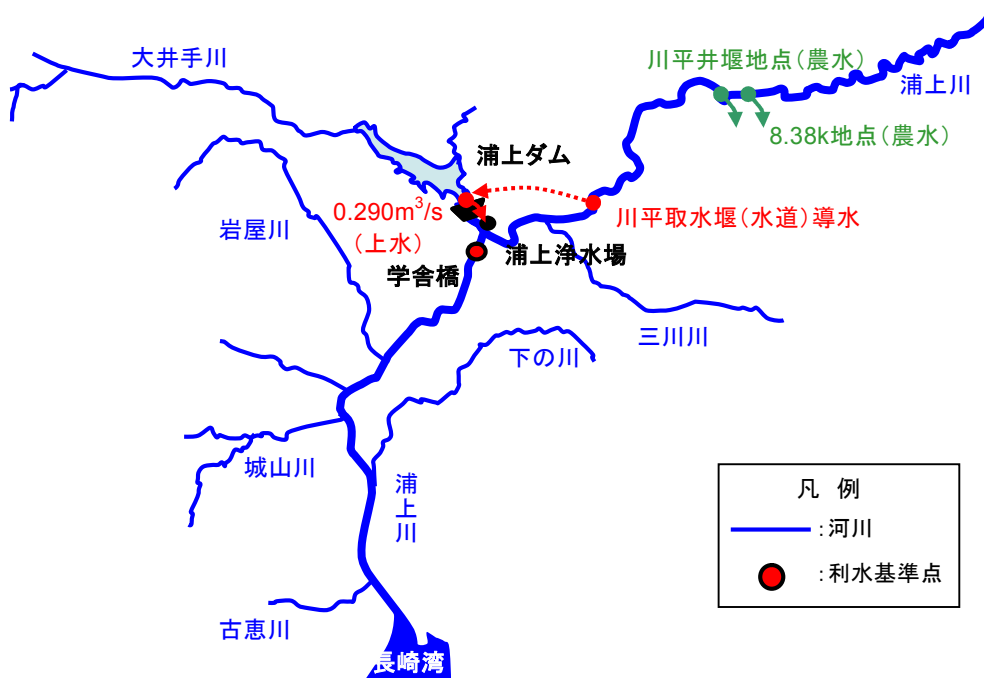 大井手川
川平井堰地点（農水）
浦上川
8.38k地点（農水）
浦上ダム
0.290m³/s
（上水）
川平取水堰（水道）導水
岩屋川
学舎橋
浦上浄水場
三川川
下の川
城山川
浦上川
凡 例
：河川
：利水基準点
古恵川
長崎湾